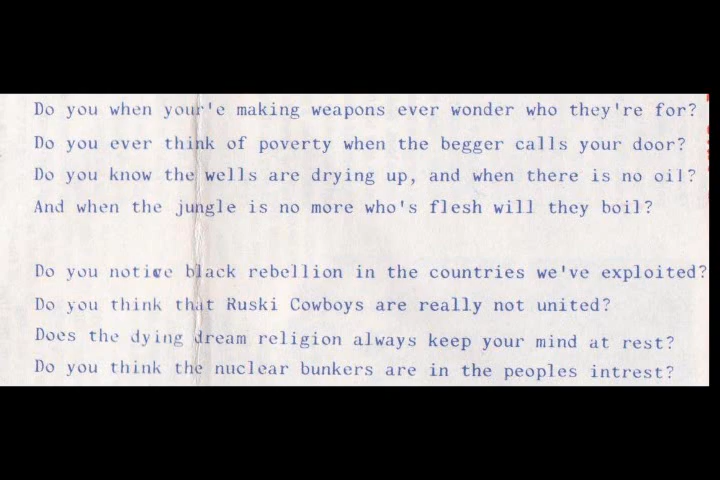 Do you when your'e making weapons ever wonder who they're for?
Do you ever think of poverty when the begger calls your door?
Do you know the wells are drying up, and when there is no oil?
And when the jungle is no more who's flesh will they boil?
Do you notice black rebellion in the countries we've exploited?
Do you think that Ruski Cowboys are really not united?
Does the dying dream religion always keep your mind at rest?
Do you think the nuclear bunkers are in the peoples intrest?